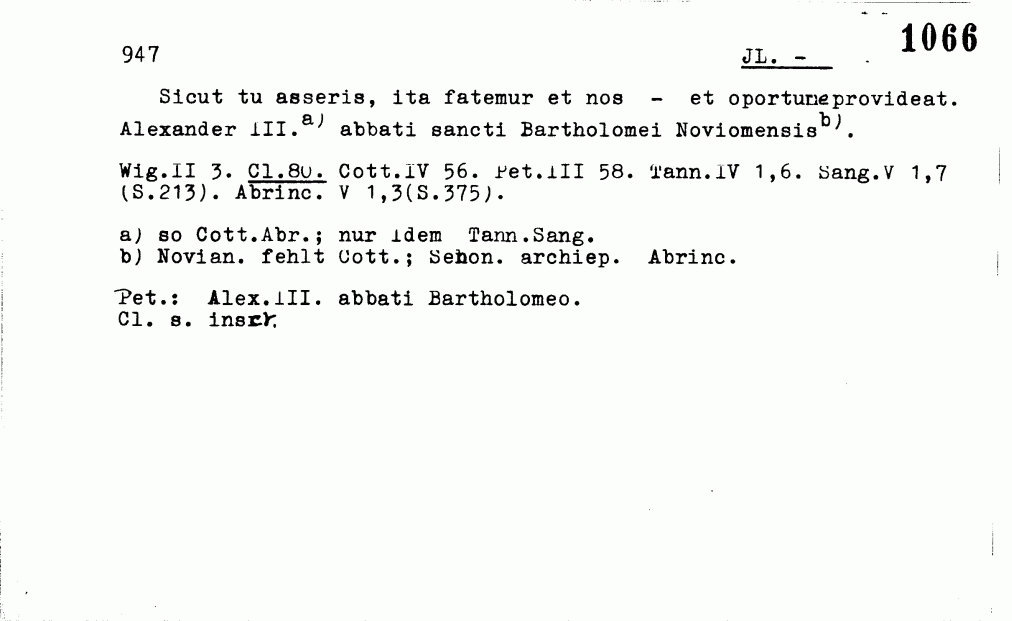 1066
947 JL. -
Sicut tu asseris, ita fatemur et nos - et oportune provideat.
Alexander III.a) abbati sancti Bartholomei Noviomensisb).
Wig.II 3. Cl.80. Cott.IV 56. Pet.III 58. Tann.IV 1,6. Sang.V 1,7
(S.213). Abrinc. V 1,3(S.375).
a) so Cott.Abr.; nur idem Tann.Sang.
b) Novian. fehlt Cott.; Sehon. archiep. Abrinc.
Pet.: Alex.III. abbati Bartholomeo.
Cl. s. inscr.